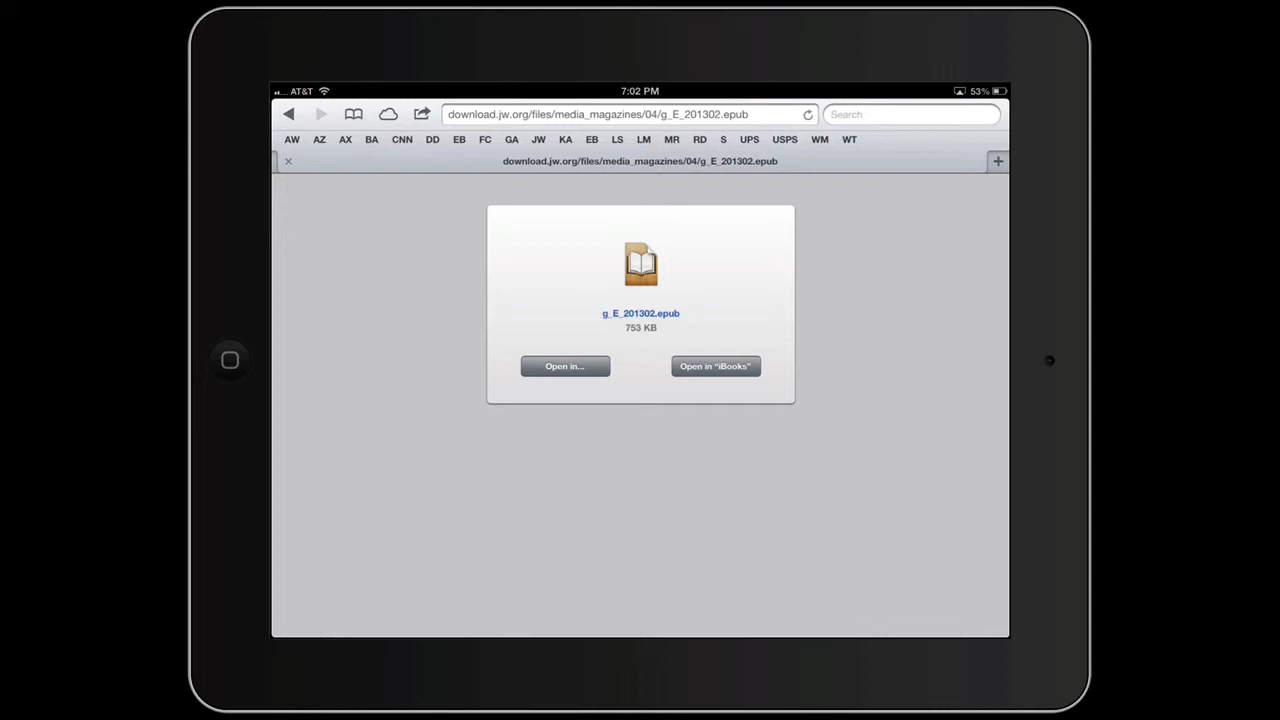 AT&T 7:02 PM 53%
download.jw.org/files/media_magazines/04/g_E_201302.epub Search
AW AZ AX BA CNN DD EB FC GA JW KA EB LS LM MR RD S UPS USPS WM WT
download.jw.org/files/media_magazines/04/g_E_201302.epub
g_E_201302.epub
753 KB
Open in... Open in “iBooks”